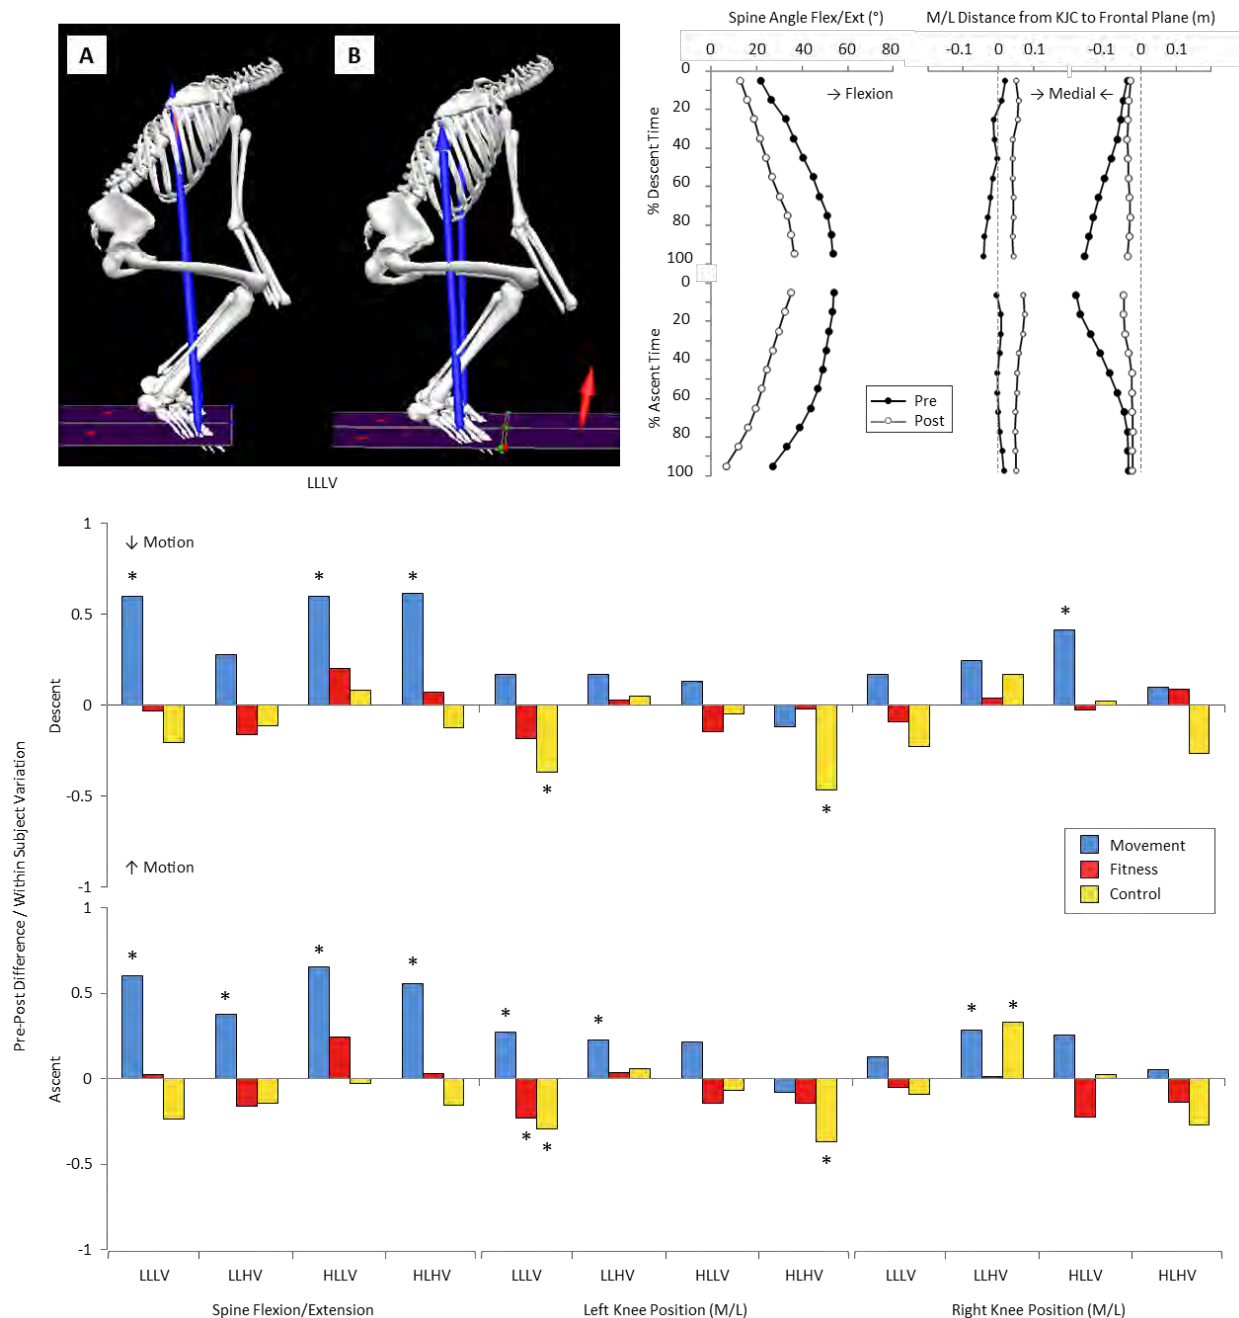 A
B
LLLV
Spine Angle Flex/Ext (°)
M/L Distance from KJC to Frontal Plane (m)
0 20 40 60 80
-0.1 0 0.1 -0.1 0 0.1
→ Flexion
→ Medial ←
% Descent Time
0
20
40
60
80
100
% Ascent Time
0
20
40
60
80
100
Pre
Post
Pre-Post Difference / Within Subject Variation
Descent
1
0.5
0
-0.5
-1
↓ Motion
* * * * * *
↑ Motion
Movement
Fitness
Control
Ascent
1
0.5
0
-0.5
-1
* * * * * * * * * * *
LLLV LLHV HLLV HLHV LLLV LLHV HLLV HLHV LLLV LLHV HLLV HLHV
Spine Flexion/Extension Left Knee Position (M/L) Right Knee Position (M/L)